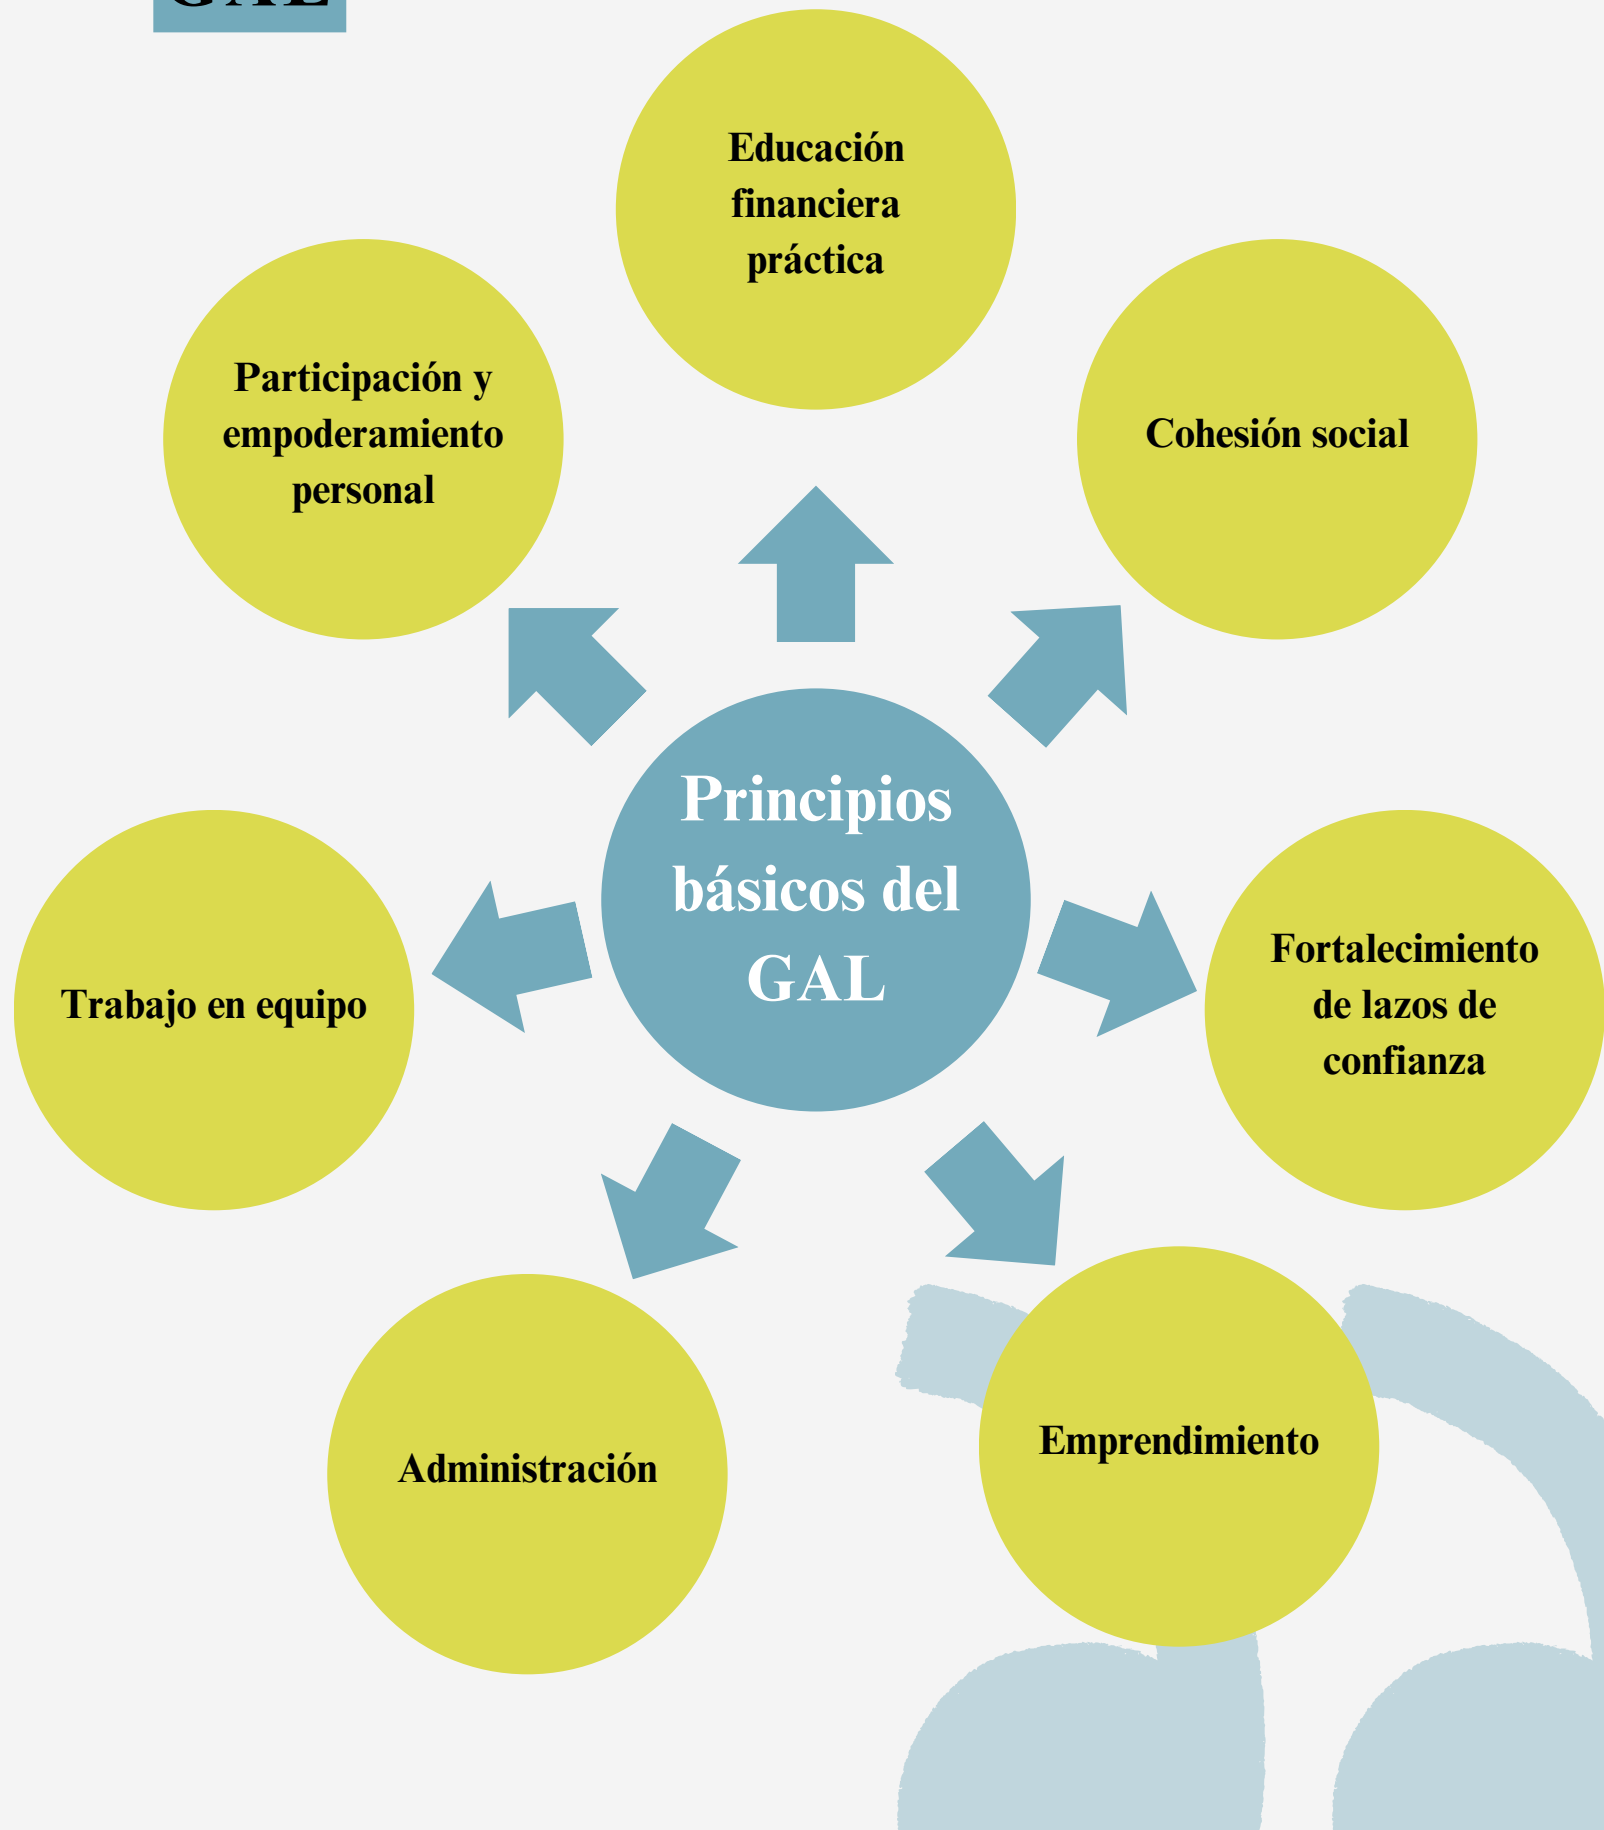 GAL
Educación
financiera
práctica
Participación y
empoderamiento
personal
Cohesión social
Principios
básicos del
GAL
Trabajo en equipo
Fortalecimiento
de lazos de
confianza
Administración
Emprendimiento